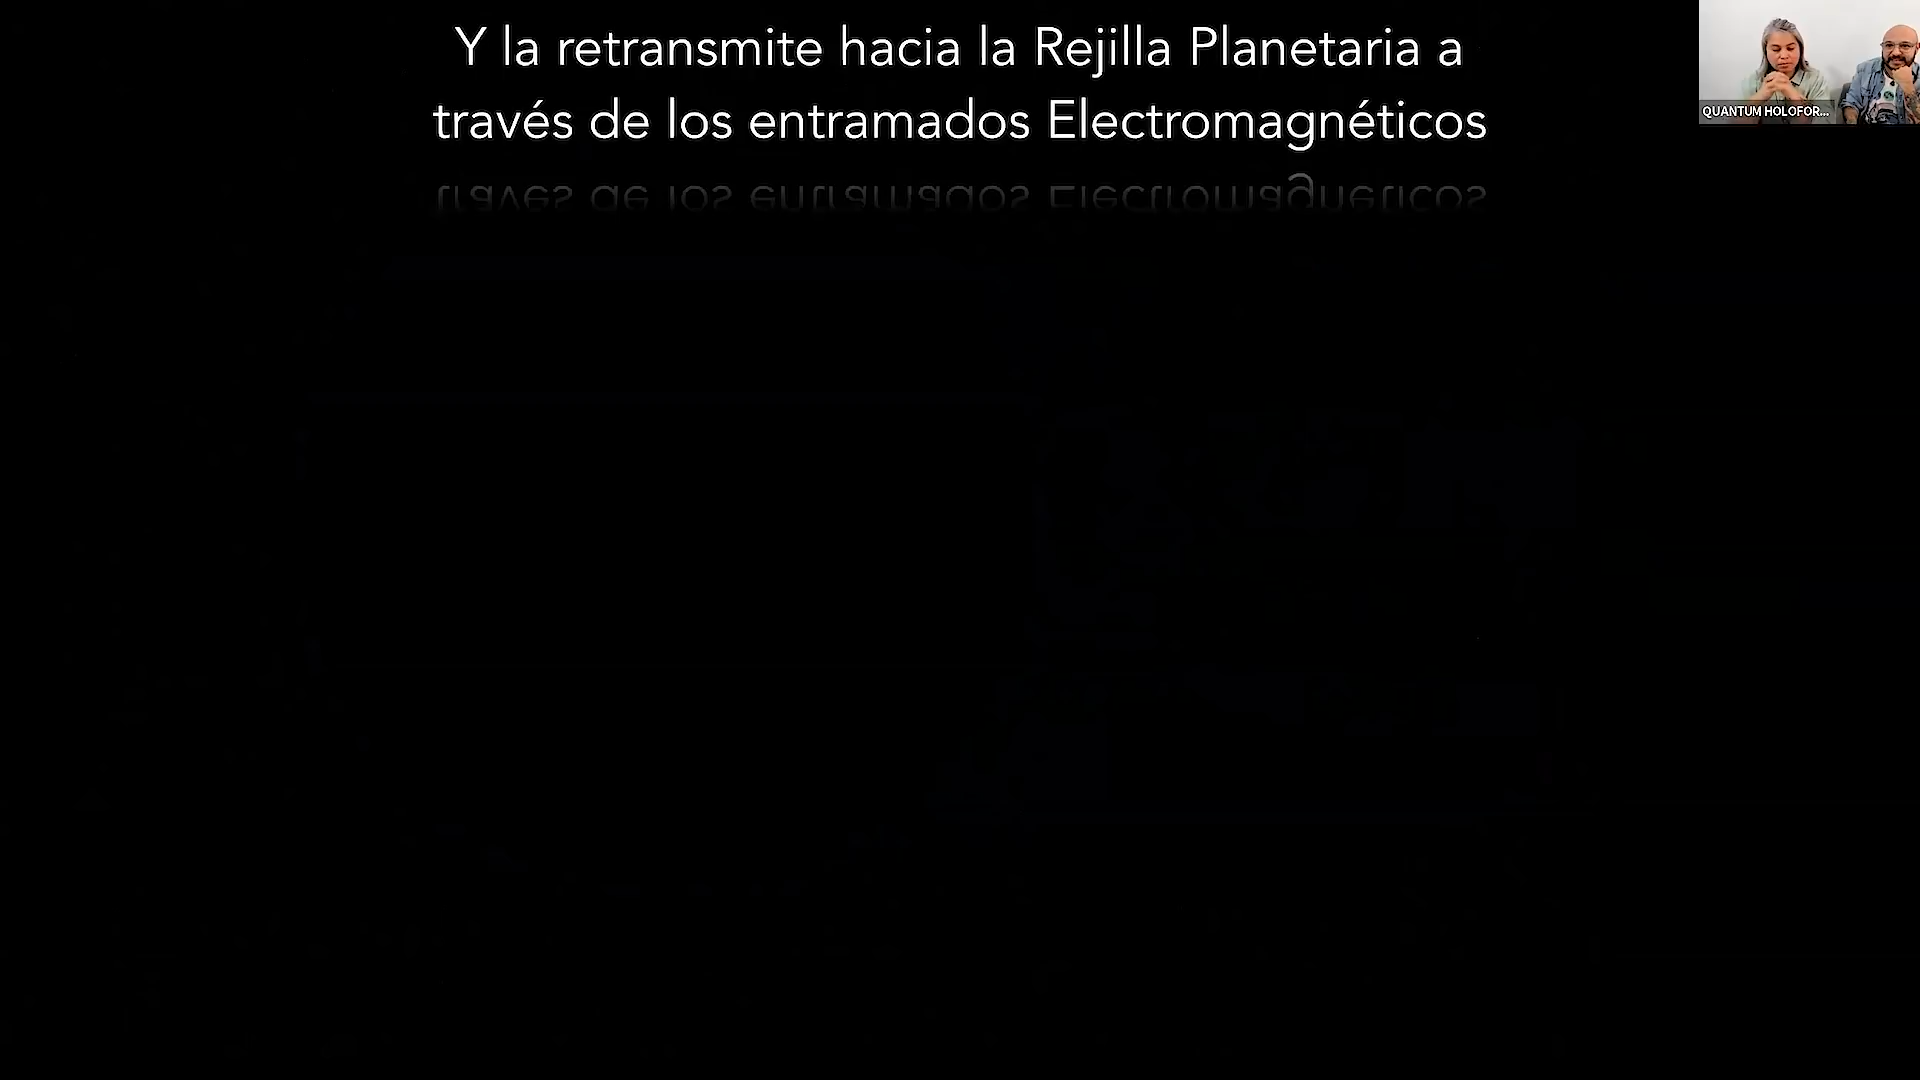 Y la retransmite hacia la Rejilla Planetaria a
través de los entramados Electromagnéticos
QUANTUM HOLOFOR...